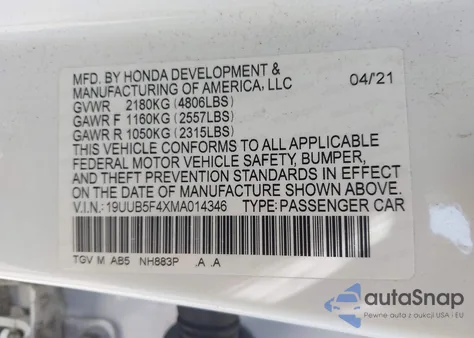 MFD. BY HONDA DEVELOPMENT &
MANUFACTURING OF AMERICA, LLC 04/21
GVWR 2180KG (4806LBS)
GAWR F 1160KG (2557LBS)
GAWR R 1050KG (2315LBS)
THIS VEHICLE CONFORMS TO ALL APPLICABLE
FEDERAL MOTOR VEHICLE SAFETY, BUMPER,
AND THEFT PREVENTION STANDARDS IN EFFECT
ON THE DATE OF MANUFACTURE SHOWN ABOVE.
V.I.N.: 19UUB5F4XMA014346 TYPE: PASSENGER CAR
TGV M AB5 NH883P .A .A
autoSnap
Pewne auta z aukcji USA i EU